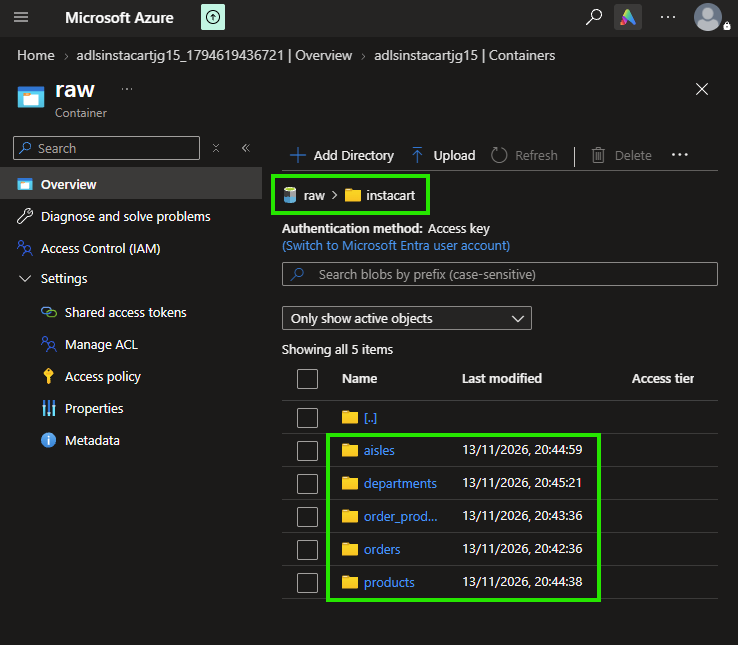 Microsoft Azure
Home > adlsinstacartjg15_1794619436721 | Overview > adlsinstacartjg15 | Containers
raw ...
Container
Search
Overview
Diagnose and solve problems
Access Control (IAM)
Settings
Shared access tokens
Manage ACL
Access policy
Properties
Metadata
Add Directory Upload Refresh Delete ...
raw > instacart
Authentication method: Access key
(Switch to Microsoft Entra user account)
Search blobs by prefix (case-sensitive)
Only show active objects
Showing all 5 items
Name Last modified Access tier
[..]
aisles 13/11/2026, 20:44:59
departments 13/11/2026, 20:45:21
order_prod... 13/11/2026, 20:43:36
orders 13/11/2026, 20:42:36
products 13/11/2026, 20:44:38